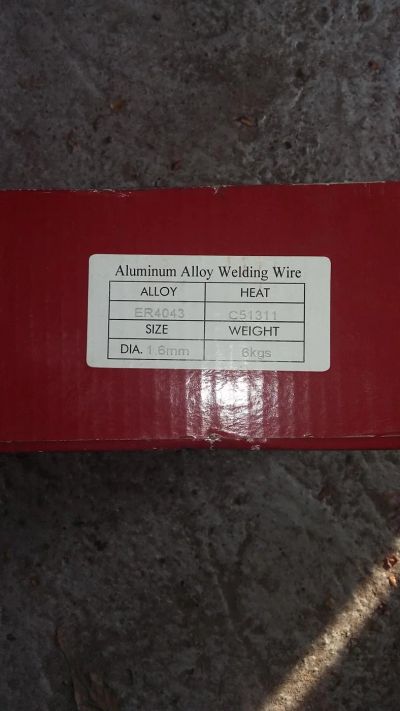 Aluminum Alloy Welding Wire
ALLOY HEAT
ER4043 C51311
SIZE WEIGHT
DIA. 1.6mm 6kgs